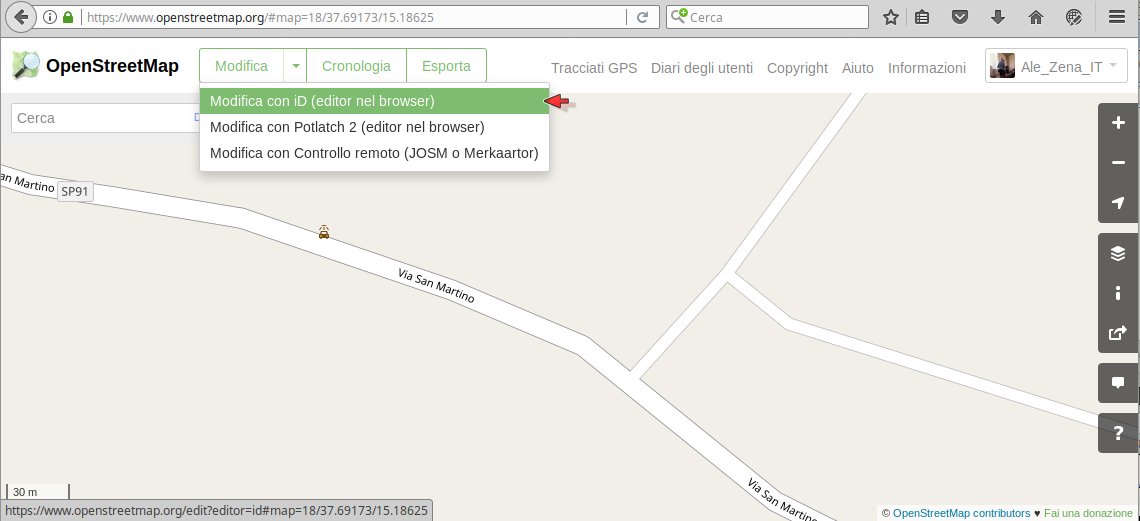 https://www.openstreetmap.org/#map=18/37.69173/15.18625
Cerca
OpenStreetMap
Modifica
Cronologia
Esporta
Tracciati GPS
Diari degli utenti
Copyright
Aiuto
Informazioni
Ale_Zena_IT
Modifica con iD (editor nel browser)
Modifica con Potlatch 2 (editor nel browser)
Modifica con Controllo remoto (JOSM o Merkaartor)
Cerca
an Martino
SP91
Via San Martino
Via San Martino
?
30 m
https://www.openstreetmap.org/edit?editor=id#map=18/37.69173/15.18625
© OpenStreetMap contributors ♥ Fai una donazione